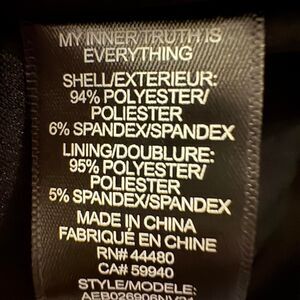 MY INNER/TRUTH IS
EVERYTHING
SHELL/EXTERIEUR:
94% POLYESTER/
POLIESTER
6% SPANDEX/SPANDEX
LINING/DOUBLURE:
95% POLYESTER/
POLIESTER
5% SPANDEX/SPANDEX
MADE IN CHINA
FABRIQUÉ EN CHINE
RN# 44480
CA# 59940
STYLE/MODELE: